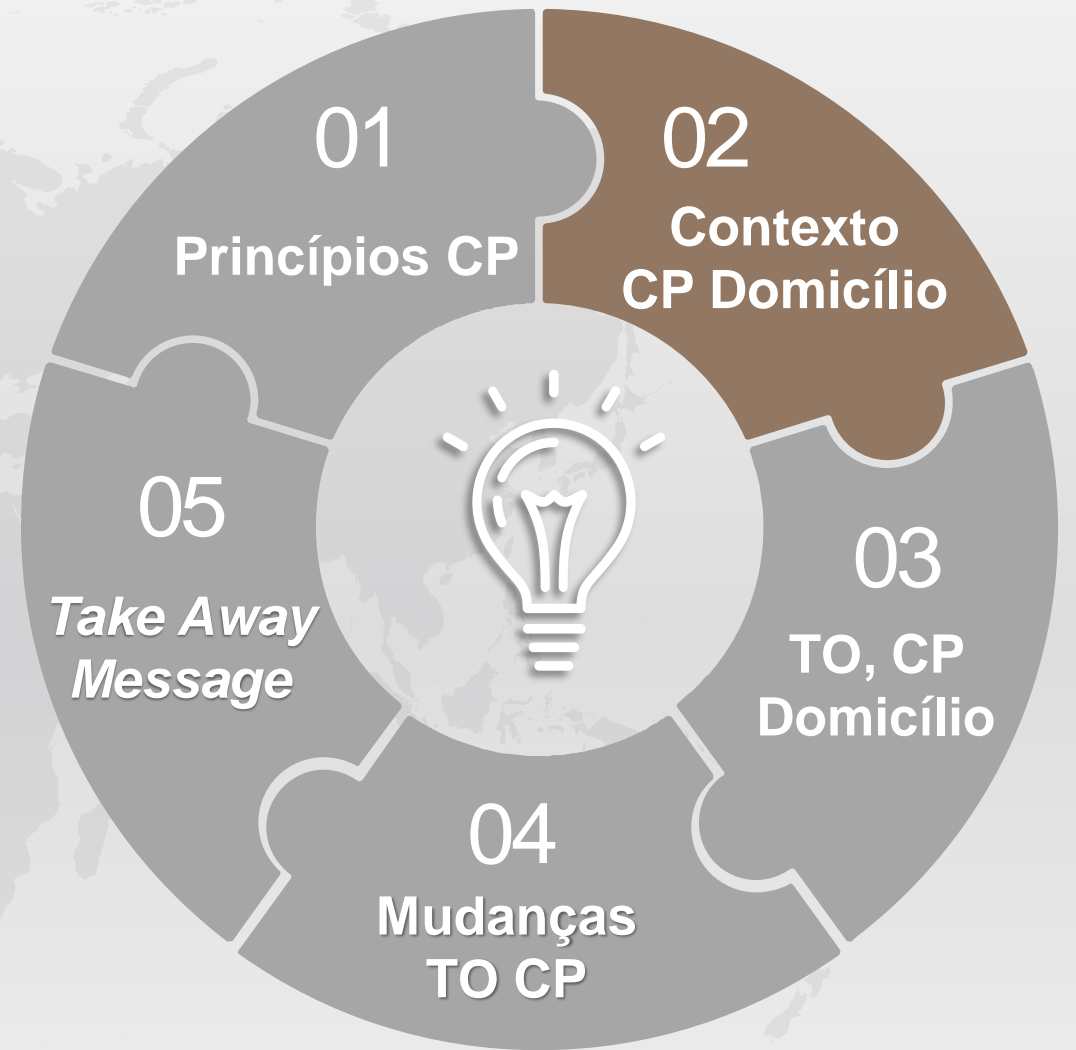 01
Princípios CP
02
Contexto
CP Domicílio
03
TO, CP
Domicílio
04
Mudanças
TO CP
05
Take Away
Message